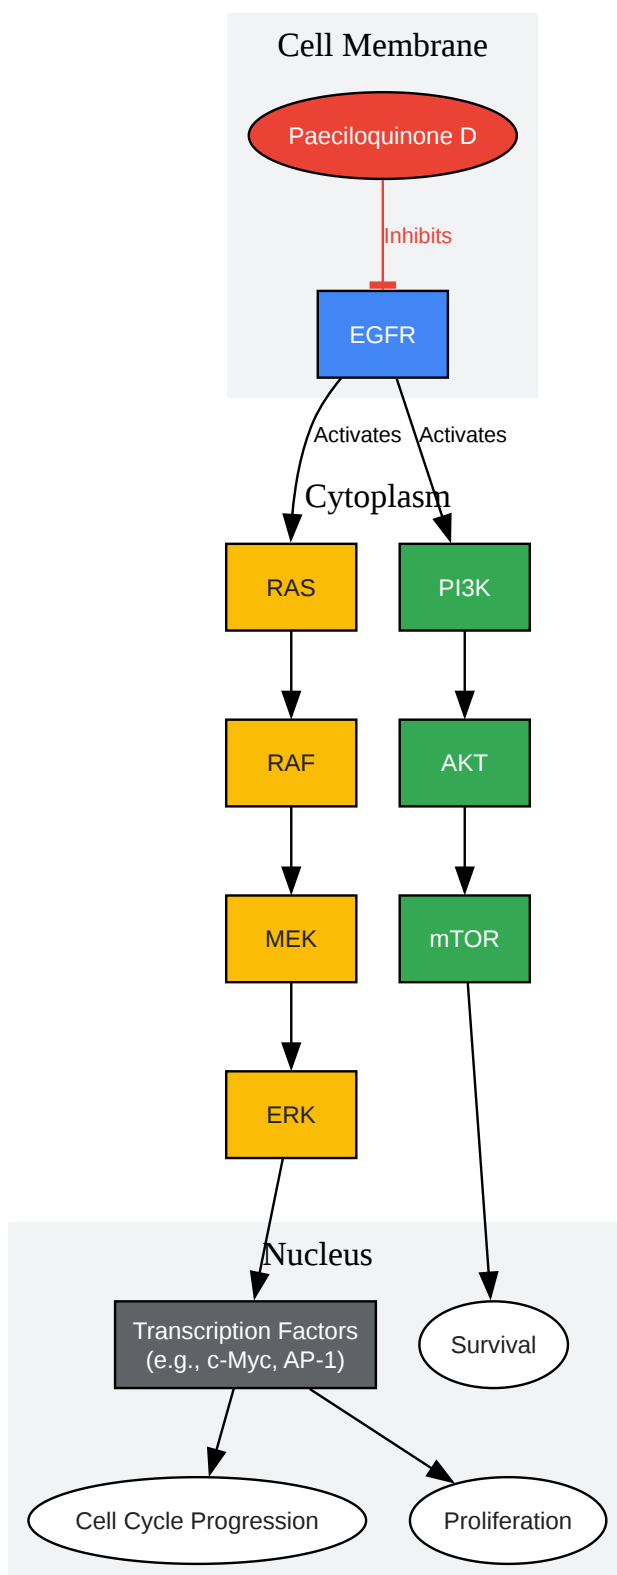 Cell Membrane
Paeciloquinone D
Inhibits
EGFR
Activates
Activates
Cytoplasm
RAS
PI3K
RAF
AKT
MEK
mTOR
ERK
Nucleus
Transcription Factors
(e.g., c-Myc, AP-1)
Survival
Cell Cycle Progression
Proliferation